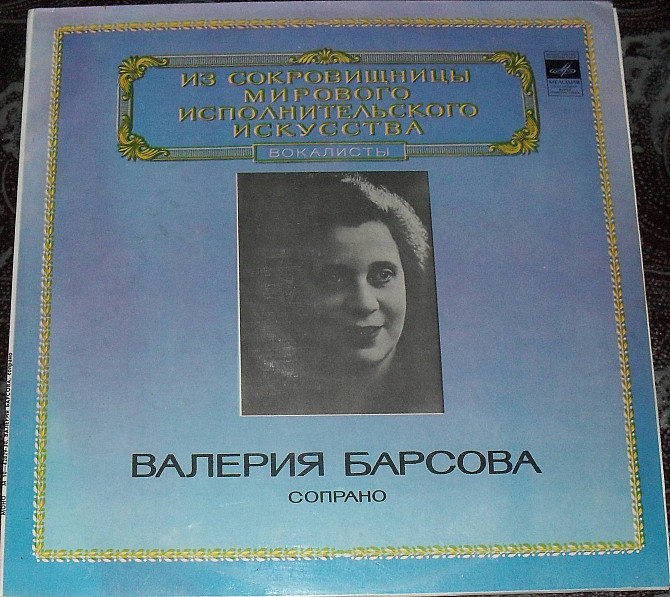 ИЗ СОКРОВИЩНИЦЫ
МИРОВОГО
ИСПОЛНИТЕЛЬСКОГО
ИСКУССТВА
ВОКАЛИСТЫ
ВАЛЕРИЯ БАРСОВА
СОПРАНО